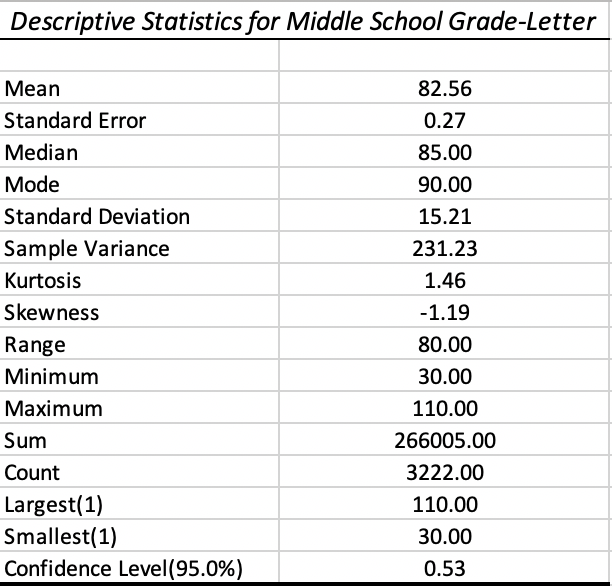 Descriptive Statistics for Middle School Grade-Letter
Mean 82.56
Standard Error 0.27
Median 85.00
Mode 90.00
Standard Deviation 15.21
Sample Variance 231.23
Kurtosis 1.46
Skewness -1.19
Range 80.00
Minimum 30.00
Maximum 110.00
Sum 266005.00
Count 3222.00
Largest(1) 110.00
Smallest(1) 30.00
Confidence Level(95.0%) 0.53